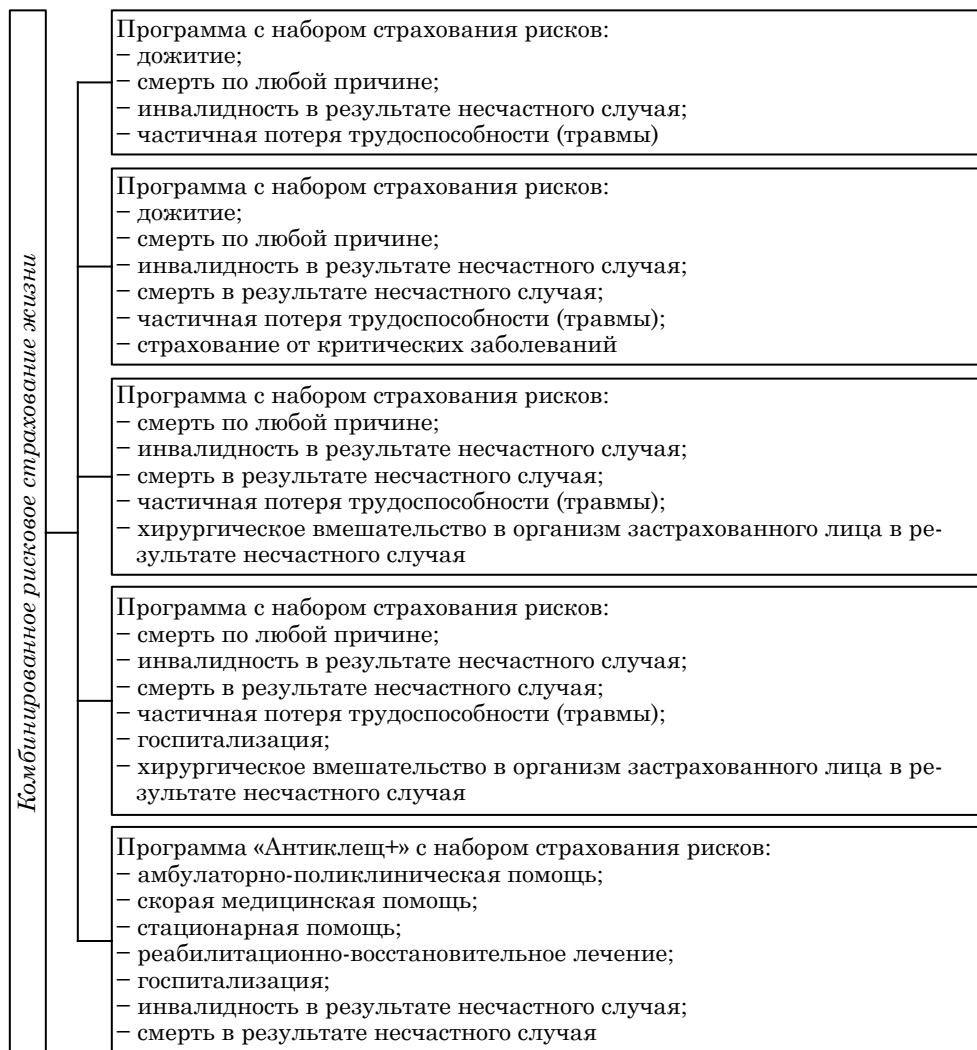 Комбинированное рисковое страхование жизни
Программа с набором страхования рисков:
– дожитие;
– смерть по любой причине;
– инвалидность в результате несчастного случая;
– частичная потеря трудоспособности (травмы)
Программа с набором страхования рисков:
– дожитие;
– смерть по любой причине;
– инвалидность в результате несчастного случая;
– смерть в результате несчастного случая;
– частичная потеря трудоспособности (травмы);
– страхование от критических заболеваний
Программа с набором страхования рисков:
– смерть по любой причине;
– инвалидность в результате несчастного случая;
– смерть в результате несчастного случая;
– частичная потеря трудоспособности (травмы);
– хирургическое вмешательство в организм застрахованного лица в ре-
зультате несчастного случая
Программа с набором страхования рисков:
– смерть по любой причине;
– инвалидность в результате несчастного случая;
– смерть в результате несчастного случая;
– частичная потеря трудоспособности (травмы);
– госпитализация;
– хирургическое вмешательство в организм застрахованного лица в ре-
зультате несчастного случая
Программа «Антиклещ+» с набором страхования рисков:
– амбулаторно-поликлиническая помощь;
– скорая медицинская помощь;
– стационарная помощь;
– реабилитационно-восстановительное лечение;
– госпитализация;
– инвалидность в результате несчастного случая;
– смерть в результате несчастного случая